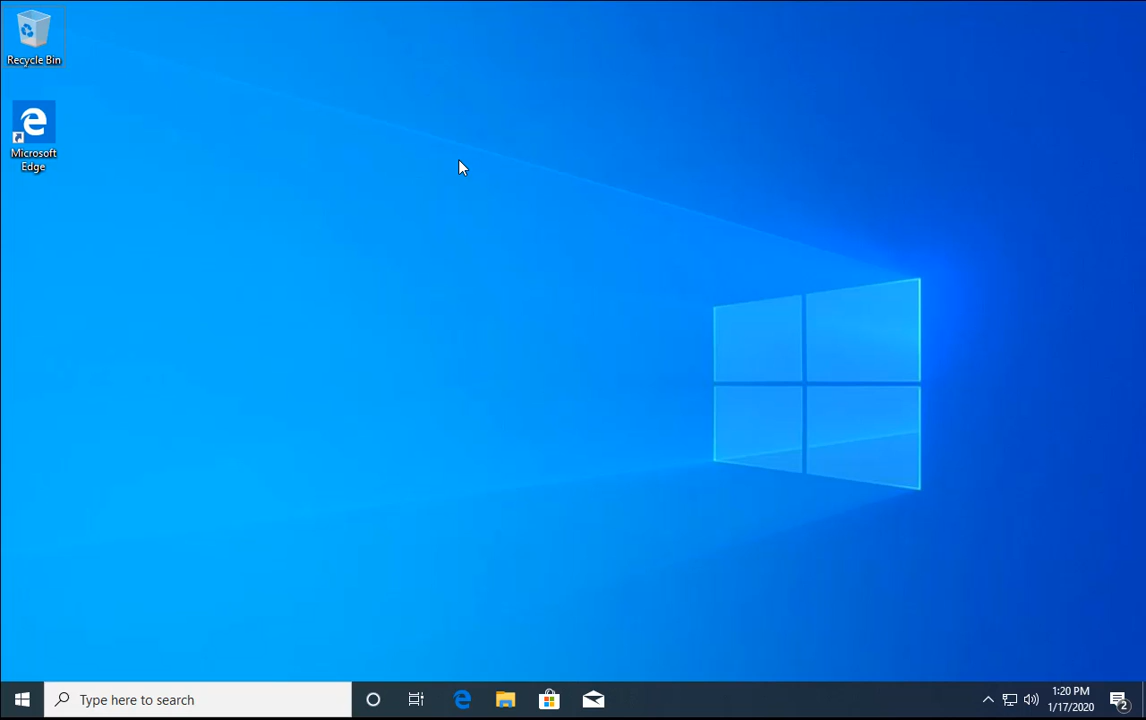 Recycle Bin
Microsoft
Edge
Type here to search
1:20 PM
1/17/2020
2